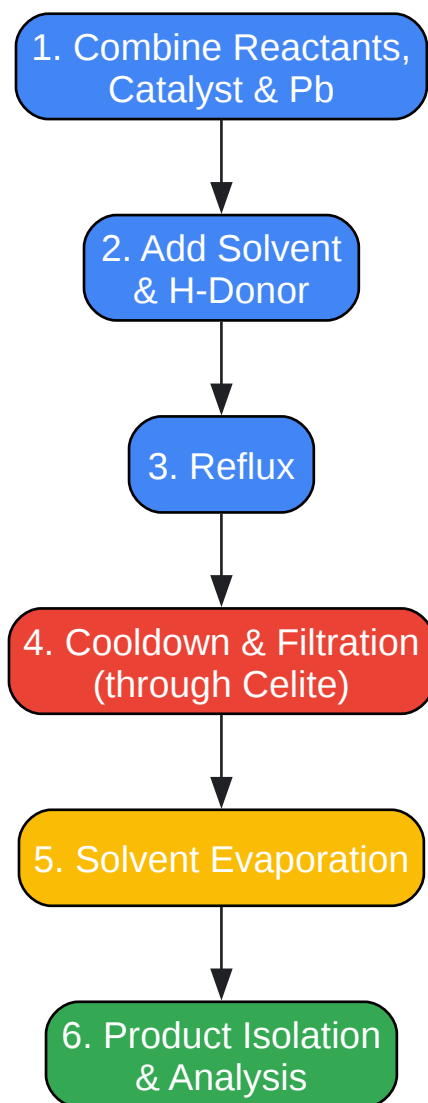 1. Combine Reactants,
Catalyst & Pb
2. Add Solvent
& H-Donor
3. Reflux
4. Cooldown & Filtration
(through Celite)
5. Solvent Evaporation
6. Product Isolation
& Analysis